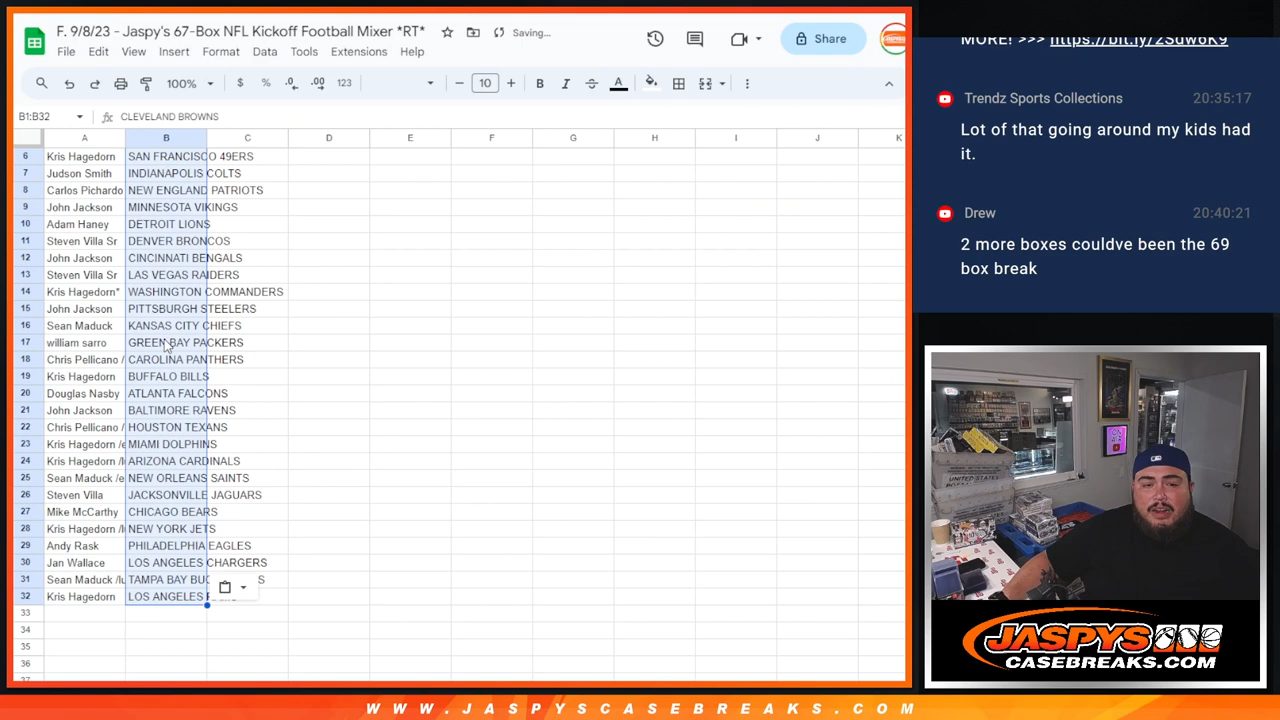 F. 9/8/23 - Jaspy's 67-Box NFL Kickoff Football Mixer *RT*
Saving...
File Edit View Insert Format Data Tools Extensions Help
Share
100% $ % .0 .00 123 10 B I A
B1:B32 fx CLEVELAND BROWNS
A B C D E F G H I J K
6 Kris Hagedorn SAN FRANCISCO 49ERS
7 Judson Smith INDIANAPOLIS COLTS
8 Carlos Pichardo NEW ENGLAND PATRIOTS
9 John Jackson MINNESOTA VIKINGS
10 Adam Haney DETROIT LIONS
11 Steven Villa Sr DENVER BRONCOS
12 John Jackson CINCINNATI BENGALS
13 Steven Villa Sr LAS VEGAS RAIDERS
14 Kris Hagedorn* WASHINGTON COMMANDERS
15 John Jackson PITTSBURGH STEELERS
16 Sean Maduck KANSAS CITY CHIEFS
17 william sarro GREEN BAY PACKERS
18 Chris Pellicano / CAROLINA PANTHERS
19 Kris Hagedorn BUFFALO BILLS
20 Douglas Nasby ATLANTA FALCONS
21 John Jackson BALTIMORE RAVENS
22 Chris Pellicano / HOUSTON TEXANS
23 Kris Hagedorn /e MIAMI DOLPHINS
24 Kris Hagedorn /l ARIZONA CARDINALS
25 Sean Maduck /e NEW ORLEANS SAINTS
26 Steven Villa JACKSONVILLE JAGUARS
27 Mike McCarthy CHICAGO BEARS
28 Kris Hagedorn /l NEW YORK JETS
29 Andy Rask PHILADELPHIA EAGLES
30 Jan Wallace LOS ANGELES CHARGERS
31 Sean Maduck /lu TAMPA BAY BUC S
32 Kris Hagedorn LOS ANGELES
33
34
35
36
37
MORE! >>> https://bit.ly/2Sdw6K9
Trendz Sports Collections 20:35:17
Lot of that going around my kids had
it.
Drew 20:40:21
2 more boxes couldve been the 69
box break
UNITED STATES
ON
AIR
JASPYS
CASEBREAKS.COM
WWW.JASPYSCASEBREAKS.COM